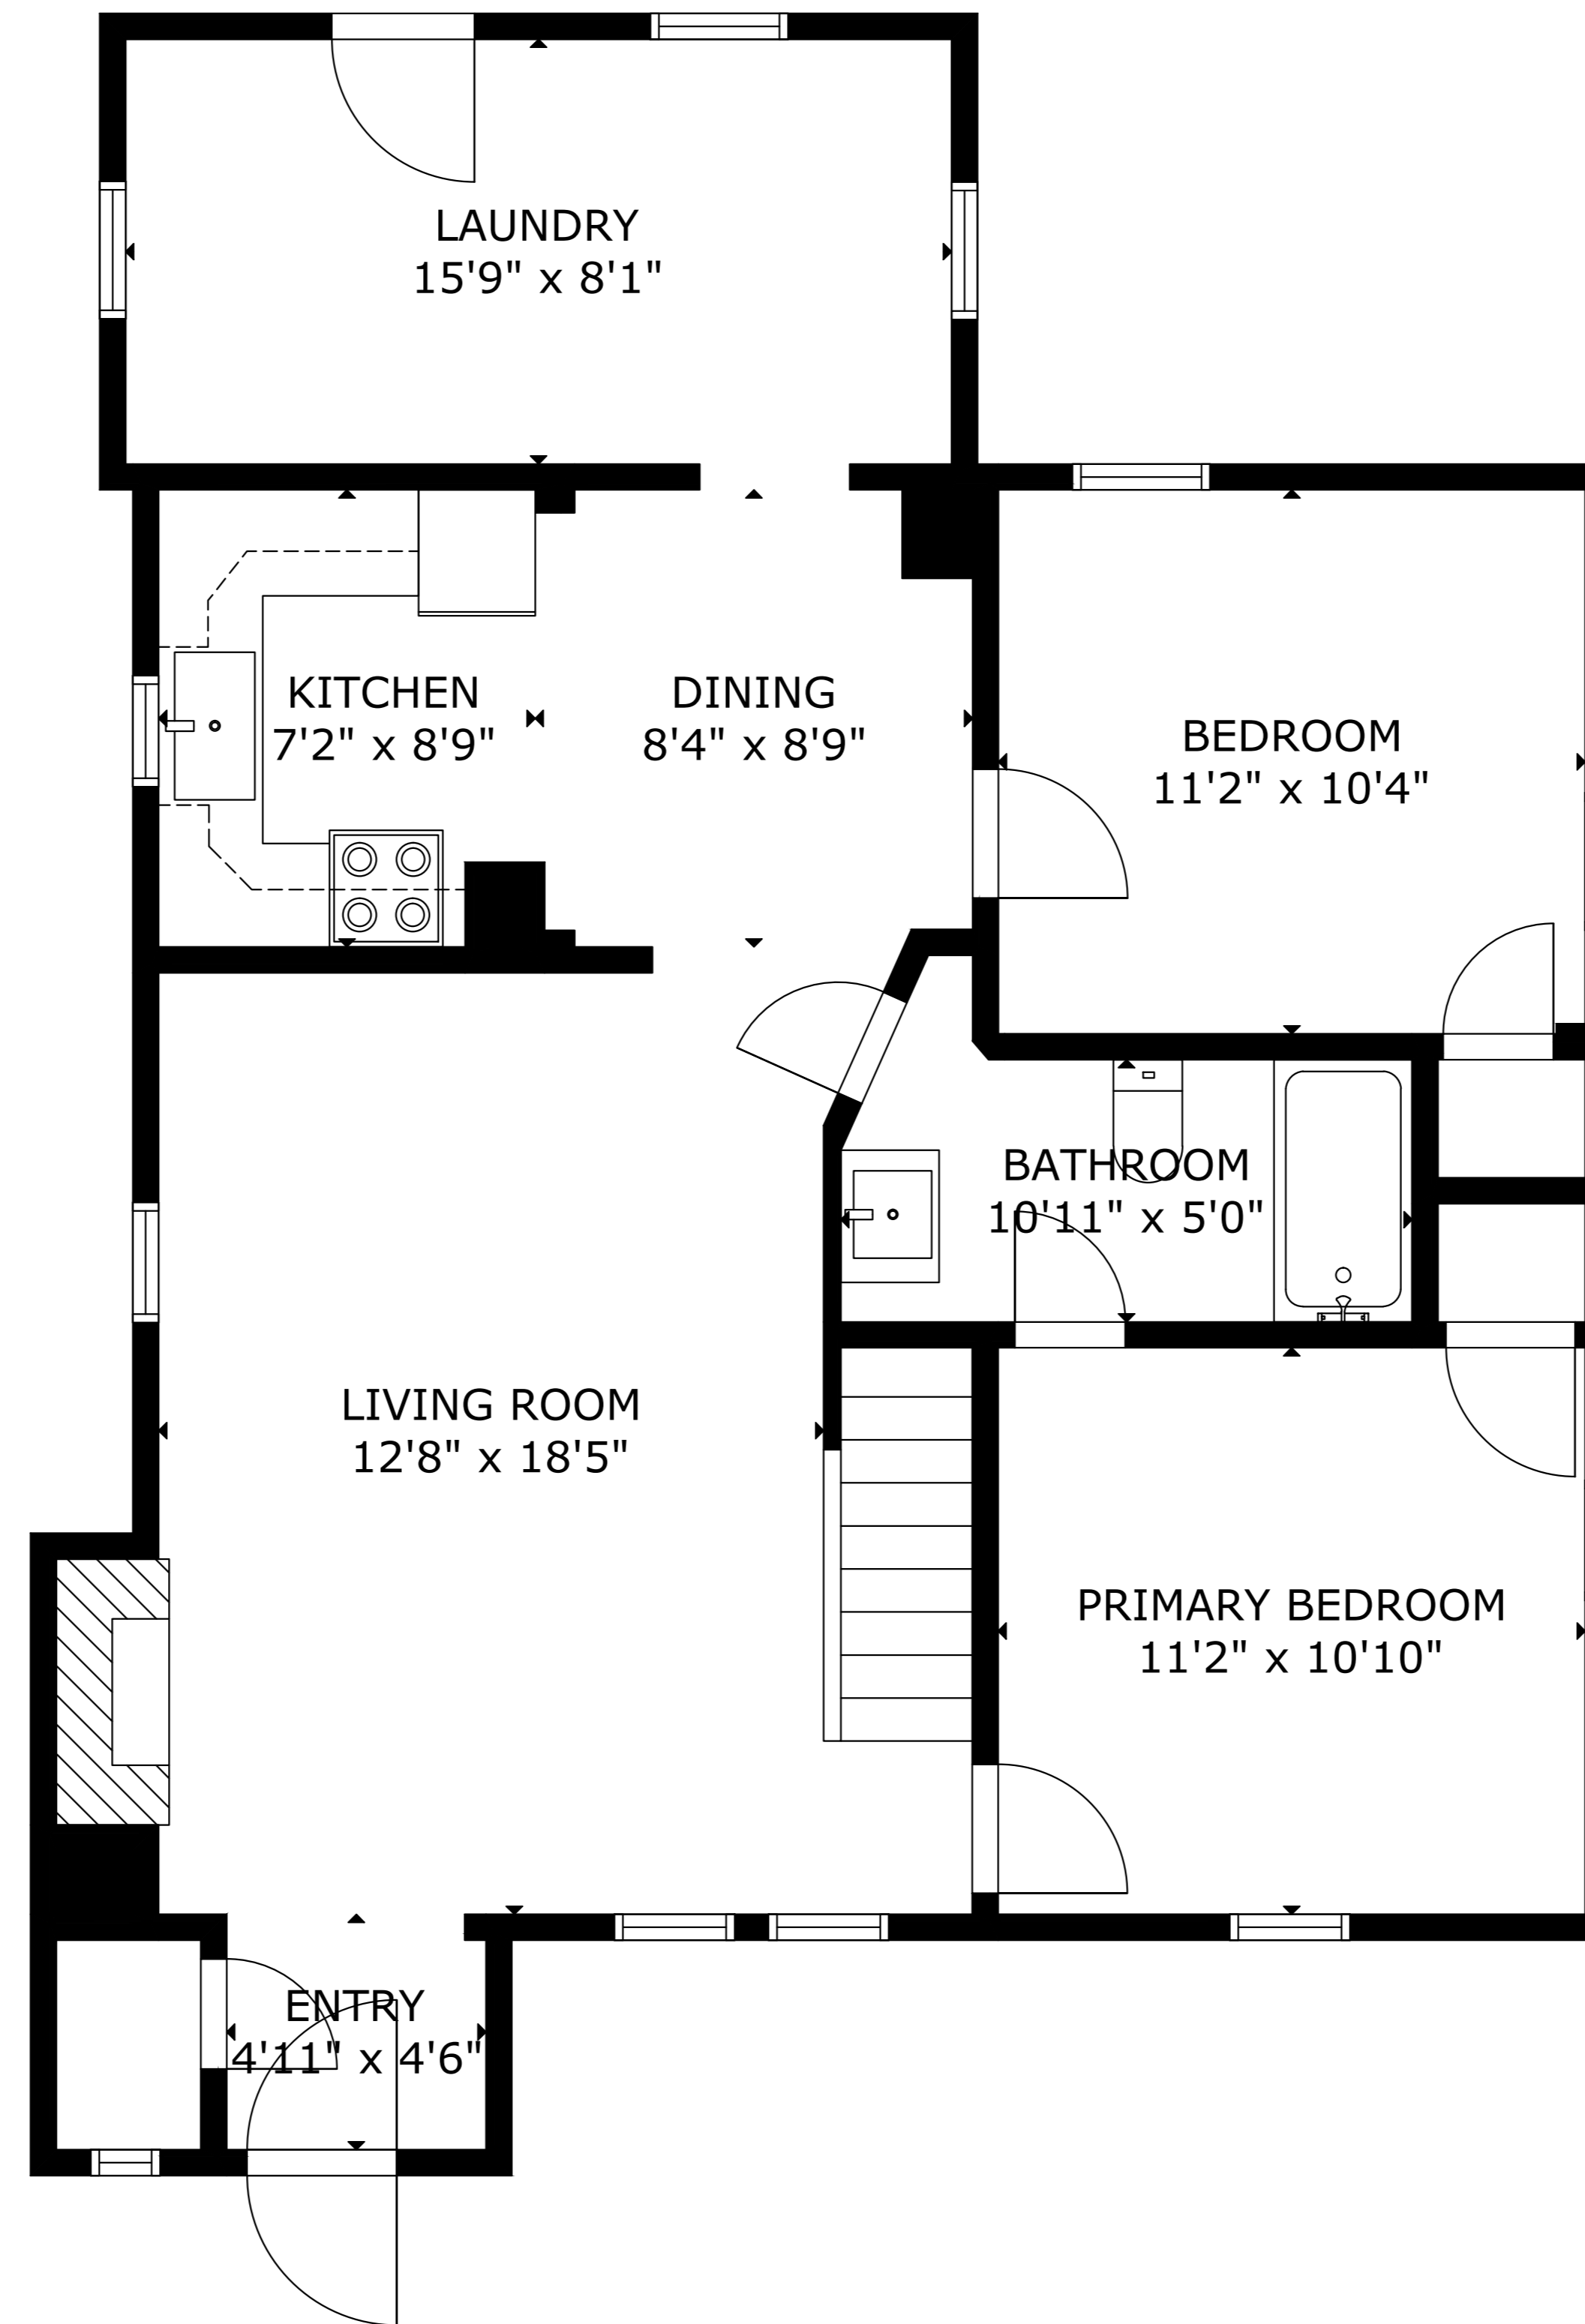 LAUNDRY
15'9" x 8'1"
KITCHEN
7'2" x 8'9"
DINING
8'4" x 8'9"
BEDROOM
11'2" x 10'4"
BATHROOM
10'11" x 5'0"
LIVING ROOM
12'8" x 18'5"
PRIMARY BEDROOM
11'2" x 10'10"
ENTRY
4'11" x 4'6"